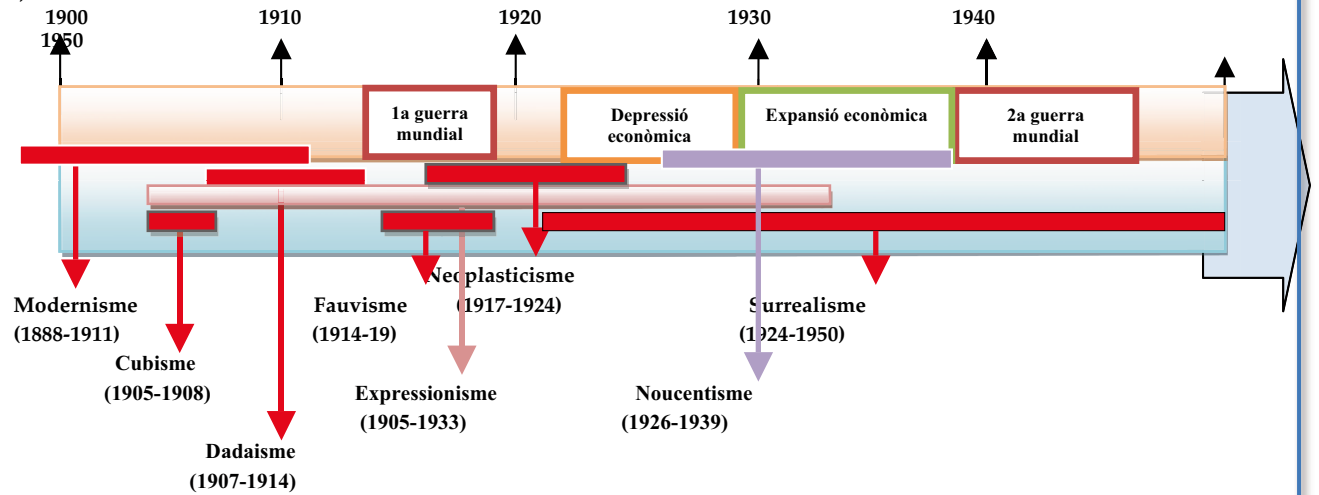 1900
1910
1920
1930
1940
1950
1a guerra
mundial
Depressió
econòmica
Expansió econòmica
2a guerra
mundial
Modernisme
(1888-1911)
Cubisme
(1905-1908)
Dadaisme
(1907-1914)
Fauvisme
(1914-19)
Expressionisme
(1905-1933)
Neoplasticisme
(1917-1924)
Noucentisme
(1926-1939)
Surrealisme
(1924-1950)